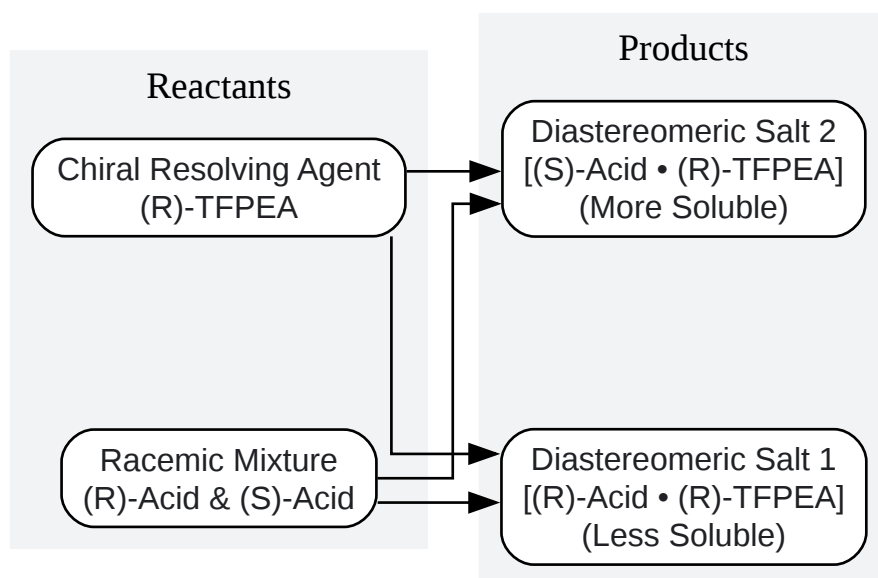 Reactants
Chiral Resolving Agent
(R)-TFPEA
Racemic Mixture
(R)-Acid & (S)-Acid
Products
Diastereomeric Salt 2
[(S)-Acid • (R)-TFPEA]
(More Soluble)
Diastereomeric Salt 1
[(R)-Acid • (R)-TFPEA]
(Less Soluble)